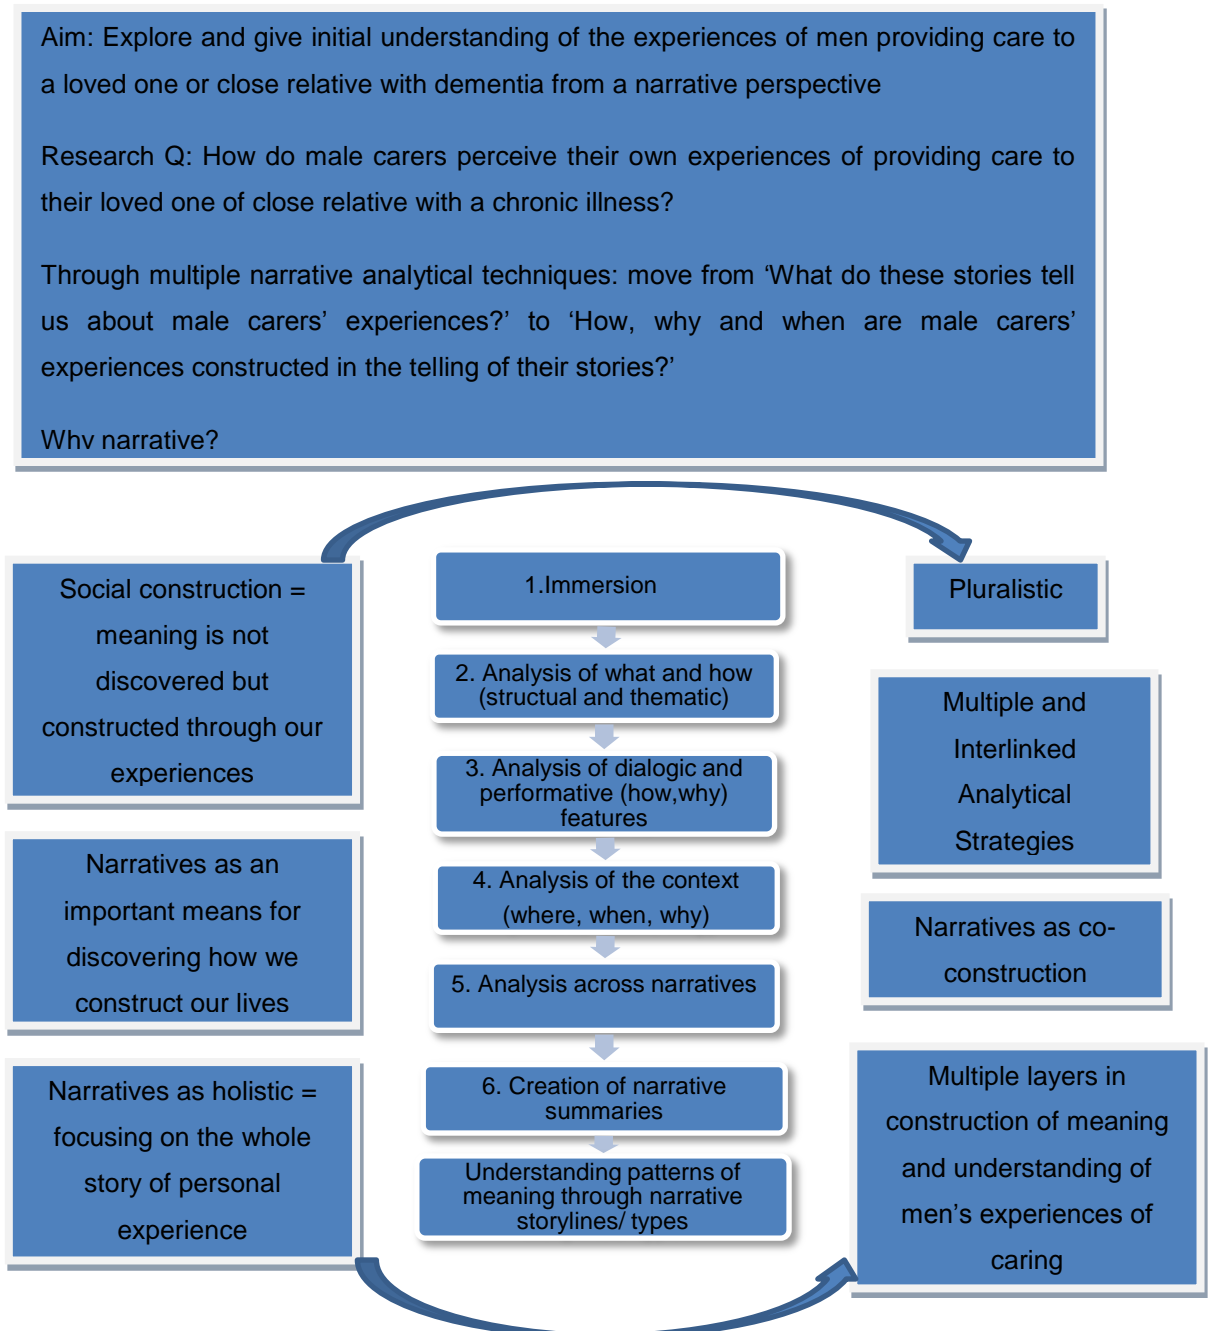 Aim: Explore and give initial understanding of the experiences of men providing care to
a loved one or close relative with dementia from a narrative perspective
Research Q: How do male carers perceive their own experiences of providing care to
their loved one of close relative with a chronic illness?
Through multiple narrative analytical techniques: move from ‘What do these stories tell
us about male carers’ experiences?’ to ‘How, why and when are male carers’
experiences constructed in the telling of their stories?’
Why narrative?
Social construction =
meaning is not
discovered but
constructed through our
experiences
Narratives as an
important means for
discovering how we
construct our lives
Narratives as holistic =
focusing on the whole
story of personal
experience
1.Immersion
2. Analysis of what and how
(structual and thematic)
3. Analysis of dialogic and
performative (how,why)
features
4. Analysis of the context
(where, when, why)
5. Analysis across narratives
6. Creation of narrative
summaries
Understanding patterns of
meaning through narrative
storylines/ types
Pluralistic
Multiple and
Interlinked
Analytical
Strategies
Narratives as co-
construction
Multiple layers in
construction of meaning
and understanding of
men’s experiences of
caring